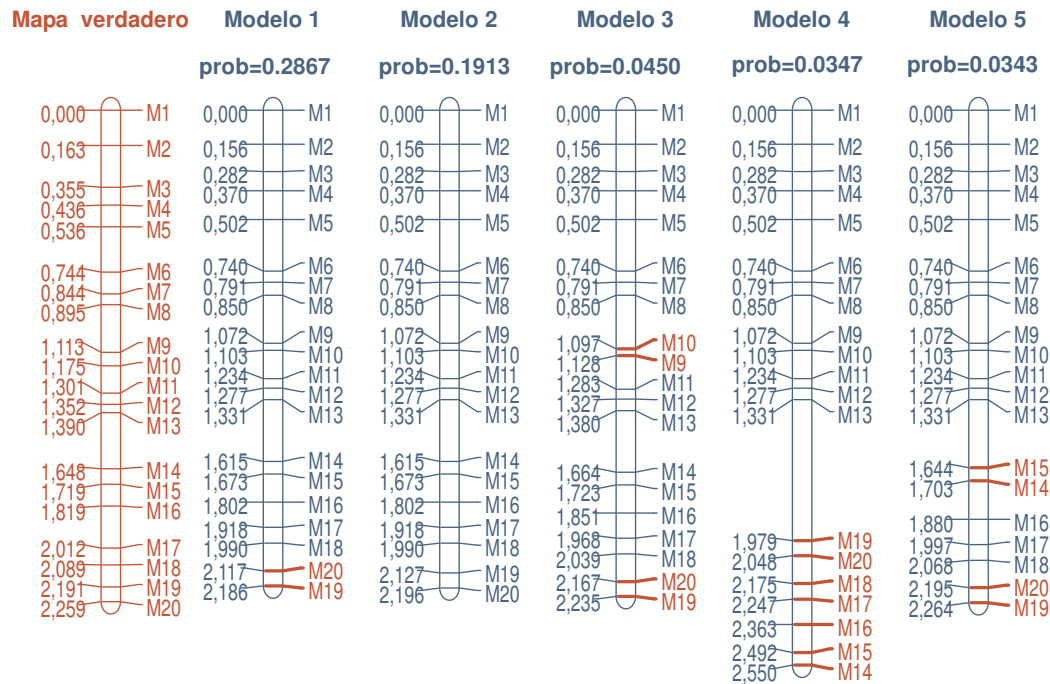 Mapa verdadero Modelo 1 Modelo 2 Modelo 3 Modelo 4 Modelo 5
prob=0.2867 prob=0.1913 prob=0.0450 prob=0.0347 prob=0.0343
0,000 M1
0,163 M2
0,355 M3
0,436 M4
0,536 M5
0,744 M6
0,844 M7
0,895 M8
1,113 M9
1,175 M10
1,301 M11
1,352 M12
1,390 M13
1,648 M14
1,719 M15
1,819 M16
2,012 M17
2,089 M18
2,191 M19
2,259 M20
0,000 M1
0,156 M2
0,282 M3
0,370 M4
0,502 M5
0,740 M6
0,791 M7
0,850 M8
1,072 M9
1,103 M10
1,234 M11
1,277 M12
1,331 M13
1,615 M14
1,673 M15
1,802 M16
1,918 M17
1,990 M18
2,117 M20
2,186 M19
0,000 M1
0,156 M2
0,282 M3
0,370 M4
0,502 M5
0,740 M6
0,791 M7
0,850 M8
1,072 M9
1,103 M10
1,234 M11
1,277 M12
1,331 M13
1,615 M14
1,673 M15
1,802 M16
1,918 M17
1,990 M18
2,127 M19
2,196 M20
0,000 M1
0,156 M2
0,282 M3
0,370 M4
0,502 M5
0,740 M6
0,791 M7
0,850 M8
1,097 M10
1,128 M9
1,283 M11
1,327 M12
1,380 M13
1,664 M14
1,723 M15
1,851 M16
1,968 M17
2,039 M18
2,167 M20
2,235 M19
0,000 M1
0,156 M2
0,282 M3
0,370 M4
0,502 M5
0,740 M6
0,791 M7
0,850 M8
1,072 M9
1,103 M10
1,234 M11
1,277 M12
1,331 M13
1,979 M19
2,048 M20
2,175 M18
2,247 M17
2,363 M16
2,492 M15
2,550 M14
0,000 M1
0,156 M2
0,282 M3
0,370 M4
0,502 M5
0,740 M6
0,791 M7
0,850 M8
1,072 M9
1,103 M10
1,234 M11
1,277 M12
1,331 M13
1,644 M15
1,703 M14
1,880 M16
1,997 M17
2,068 M18
2,195 M20
2,264 M19